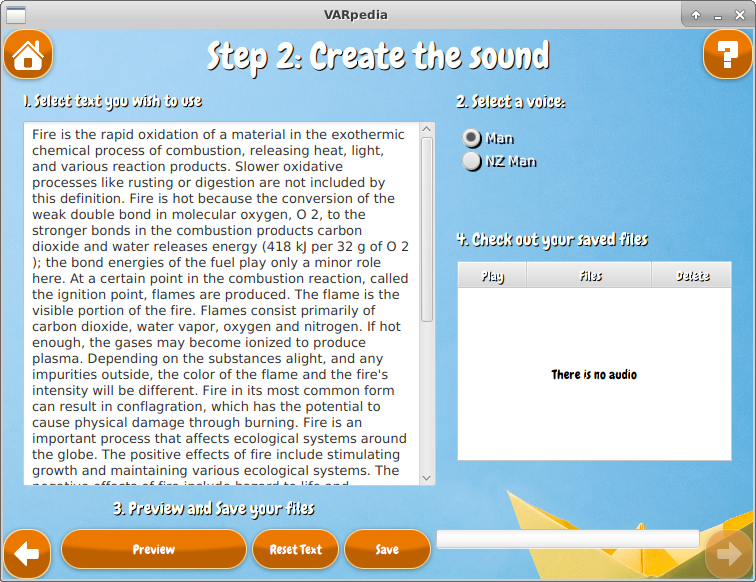 VARpedia
Step 2: Create the sound
1. Select text you wish to use
Fire is the rapid oxidation of a material in the exothermic
chemical process of combustion, releasing heat, light,
and various reaction products. Slower oxidative
processes like rusting or digestion are not included by
this definition. Fire is hot because the conversion of the
weak double bond in molecular oxygen, O 2, to the
stronger bonds in the combustion products carbon
dioxide and water releases energy (418 kJ per 32 g of O 2
); the bond energies of the fuel play only a minor role
here. At a certain point in the combustion reaction, called
the ignition point, flames are produced. The flame is the
visible portion of the fire. Flames consist primarily of
carbon dioxide, water vapor, oxygen and nitrogen. If hot
enough, the gases may become ionized to produce
plasma. Depending on the substances alight, and any
impurities outside, the color of the flame and the fire's
intensity will be different. Fire in its most common form
can result in conflagration, which has the potential to
cause physical damage through burning. Fire is an
important process that affects ecological systems around
the globe. The positive effects of fire include stimulating
growth and maintaining various ecological systems. The
negative effects of fire include hazard to life and
2. Select a voice:
Man
NZ Man
4. Check out your saved files
Play Files Delete
There is no audio
3. Preview and Save your files
Preview Reset Text Save